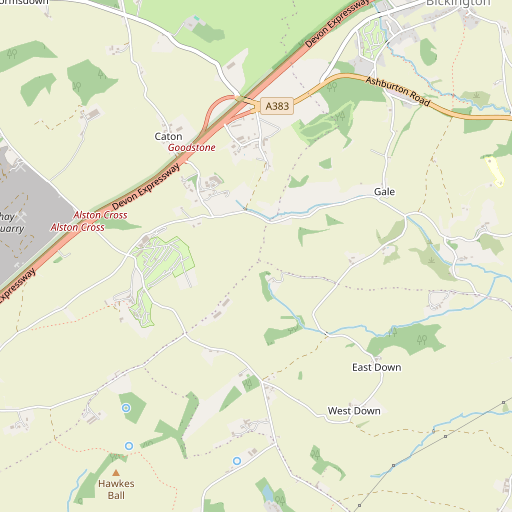 Bickington
Devon Expressway
Ashburton Road
A383
Caton
Goodstone
Devon Expressway
Gale
Alston Cross
Alston Cross
East Down
West Down
Hawkes
Ball